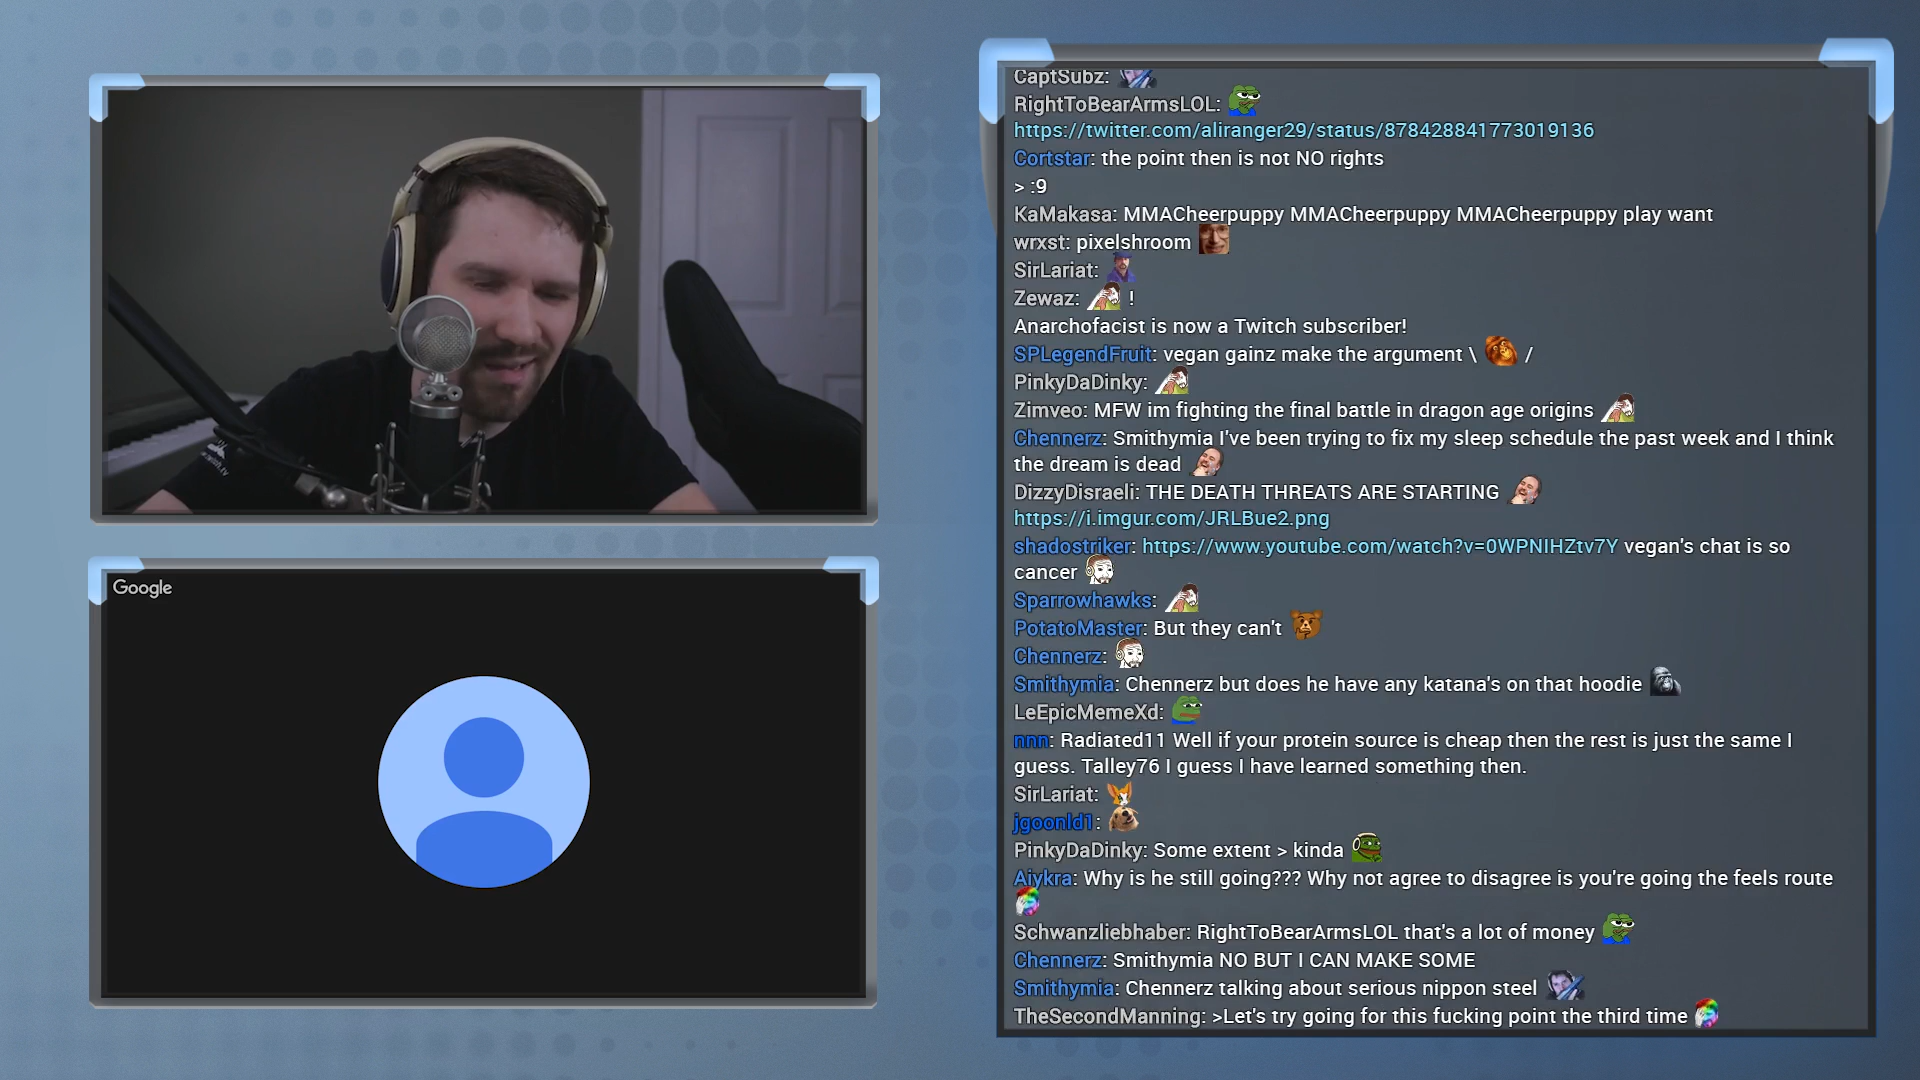 Google
CaptSubz:
RightToBearArmsLOL:
https://twitter.com/aliranger29/status/878428841773019136
Cortstar: the point then is not NO rights
> :9
KaMakasa: MMACheerpuppy MMACheerpuppy MMACheerpuppy play want
wrxst: pixelshroom
SirLariat:
Zewaz: !
Anarchofacist is now a Twitch subscriber!
SPLegendFruit: vegan gainz make the argument \ /
PinkyDaDinky:
Zimveo: MFW im fighting the final battle in dragon age origins
Chennerz: Smithymia I've been trying to fix my sleep schedule the past week and I think
the dream is dead
DizzyDisraeli: THE DEATH THREATS ARE STARTING
https://i.imgur.com/JRLBue2.png
shadostriker: https://www.youtube.com/watch?v=0WPNIHZtv7Y vegan's chat is so
cancer
Sparrowhawks:
PotatoMaster: But they can't
Chennerz:
Smithymia: Chennerz but does he have any katana's on that hoodie
LeEpicMemeXd:
nnn: Radiated11 Well if your protein source is cheap then the rest is just the same I
guess. Talley76 I guess I have learned something then.
SirLariat:
jgoonld1:
PinkyDaDinky: Some extent > kinda
Aiykra: Why is he still going??? Why not agree to disagree is you're going the feels route
Schwanzliebhaber: RightToBearArmsLOL that's a lot of money
Chennerz: Smithymia NO BUT I CAN MAKE SOME
Smithymia: Chennerz talking about serious nippon steel
TheSecondManning: >Let's try going for this fucking point the third time